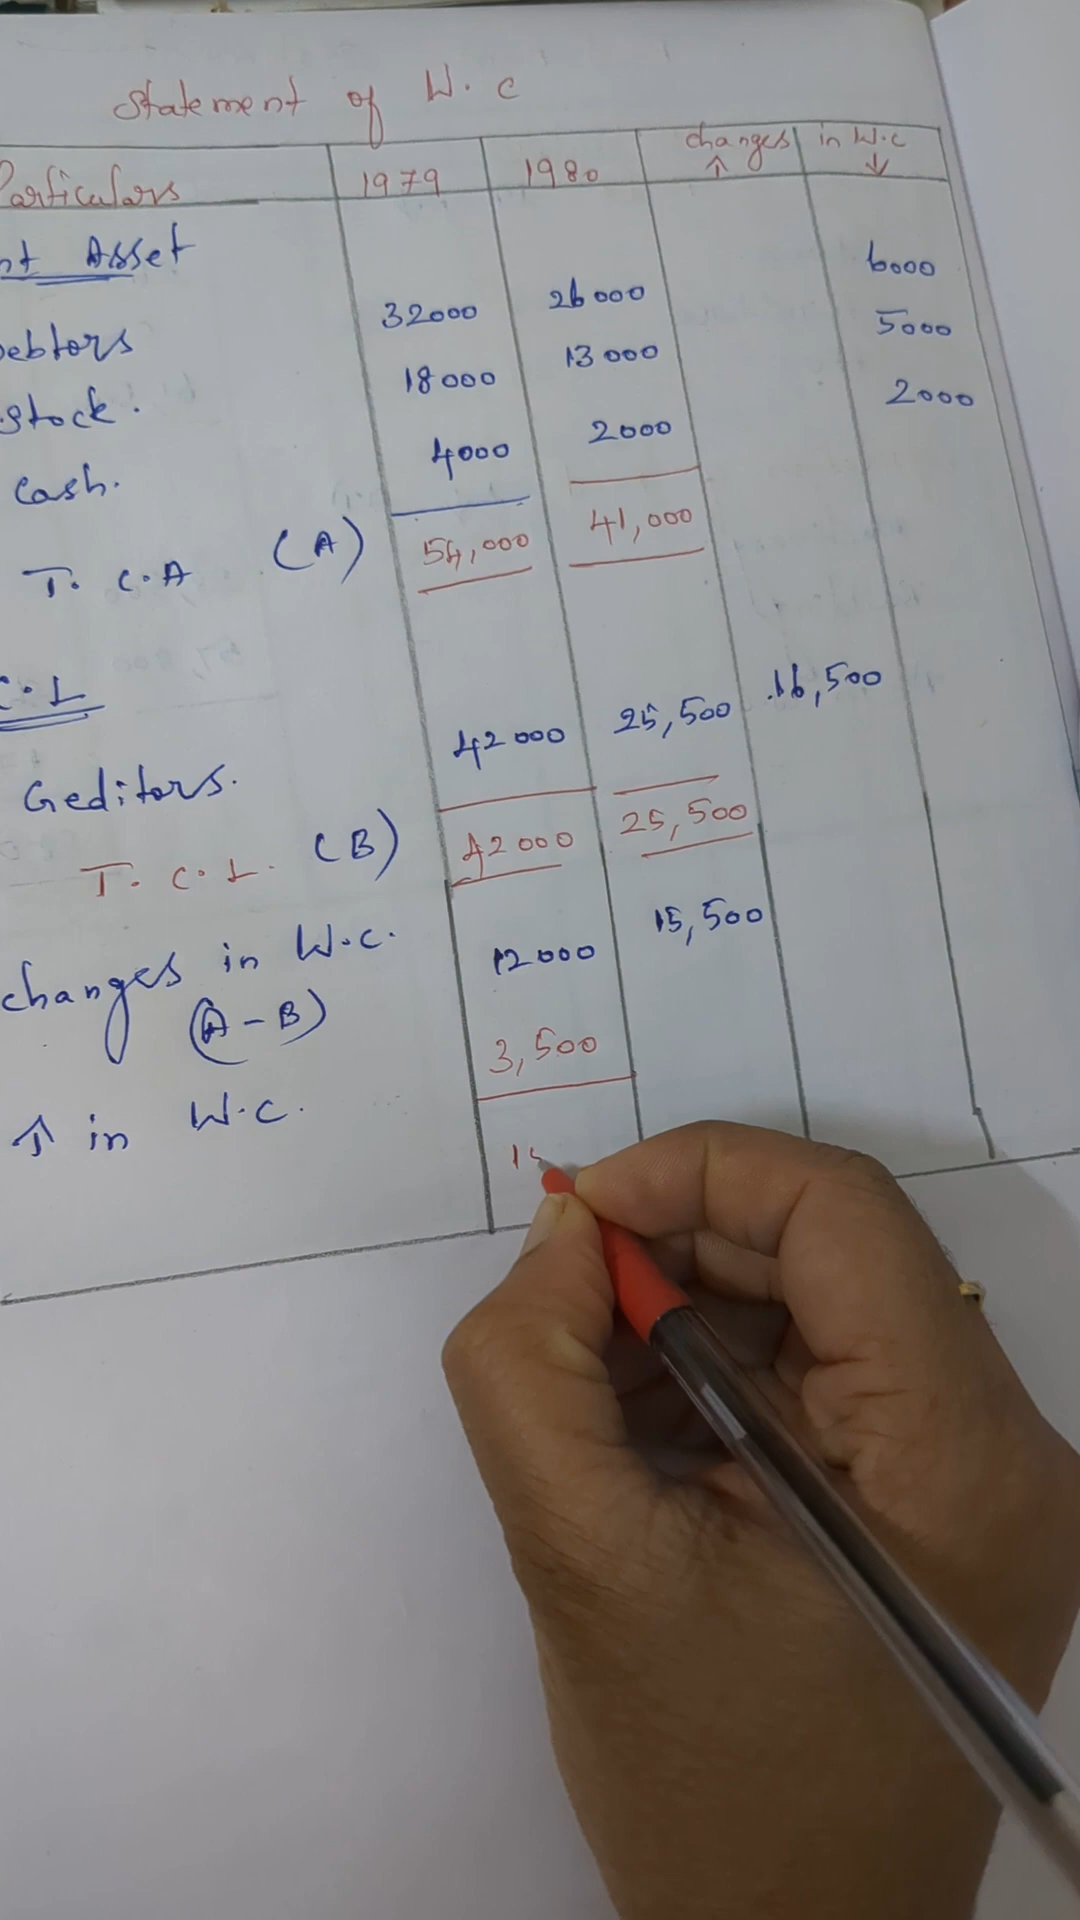 Statement of W.C
Particulars 1979 1980 changes in W.C
↑ ↓
Asset
32000 26000 6000
18000 13000 5000
stock. 4000 2000 2000
Cash.
T. C.A (A) 54,000 41,000
C.L
Creditors. 42000 25,500 16,500
T. C.L. (B) 42000 25,500
changes in W.C. 12000 15,500
(A-B)
↑ in W.C. 3,500